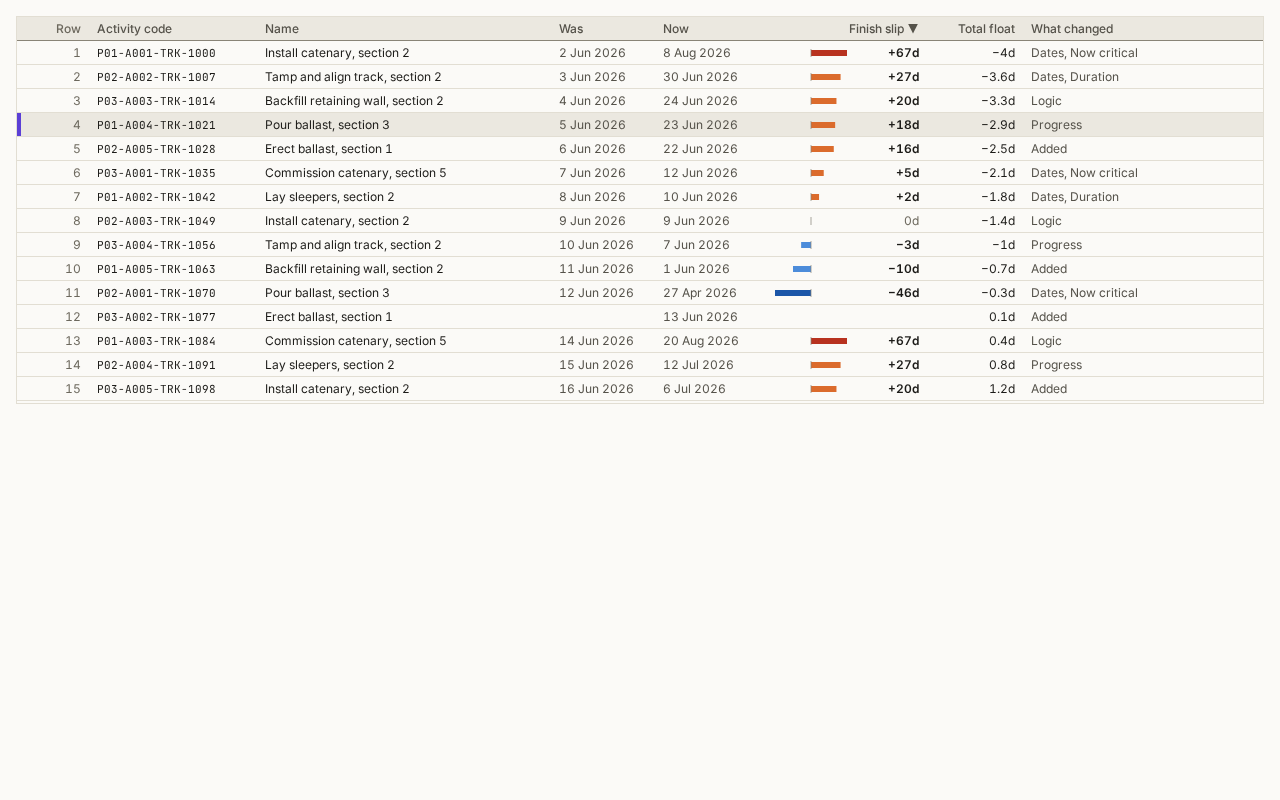 Row Activity code Name Was Now Finish slip ▼ Total float What changed
1 P01-A001-TRK-1000 Install catenary, section 2 2 Jun 2026 8 Aug 2026 +67d −4d Dates, Now critical
2 P02-A002-TRK-1007 Tamp and align track, section 2 3 Jun 2026 30 Jun 2026 +27d −3.6d Dates, Duration
3 P03-A003-TRK-1014 Backfill retaining wall, section 2 4 Jun 2026 24 Jun 2026 +20d −3.3d Logic
4 P01-A004-TRK-1021 Pour ballast, section 3 5 Jun 2026 23 Jun 2026 +18d −2.9d Progress
5 P02-A005-TRK-1028 Erect ballast, section 1 6 Jun 2026 22 Jun 2026 +16d −2.5d Added
6 P03-A001-TRK-1035 Commission catenary, section 5 7 Jun 2026 12 Jun 2026 +5d −2.1d Dates, Now critical
7 P01-A002-TRK-1042 Lay sleepers, section 2 8 Jun 2026 10 Jun 2026 +2d −1.8d Dates, Duration
8 P02-A003-TRK-1049 Install catenary, section 2 9 Jun 2026 9 Jun 2026 0d −1.4d Logic
9 P03-A004-TRK-1056 Tamp and align track, section 2 10 Jun 2026 7 Jun 2026 −3d −1d Progress
10 P01-A005-TRK-1063 Backfill retaining wall, section 2 11 Jun 2026 1 Jun 2026 −10d −0.7d Added
11 P02-A001-TRK-1070 Pour ballast, section 3 12 Jun 2026 27 Apr 2026 −46d −0.3d Dates, Now critical
12 P03-A002-TRK-1077 Erect ballast, section 1 13 Jun 2026 0.1d Added
13 P01-A003-TRK-1084 Commission catenary, section 5 14 Jun 2026 20 Aug 2026 +67d 0.4d Logic
14 P02-A004-TRK-1091 Lay sleepers, section 2 15 Jun 2026 12 Jul 2026 +27d 0.8d Progress
15 P03-A005-TRK-1098 Install catenary, section 2 16 Jun 2026 6 Jul 2026 +20d 1.2d Added